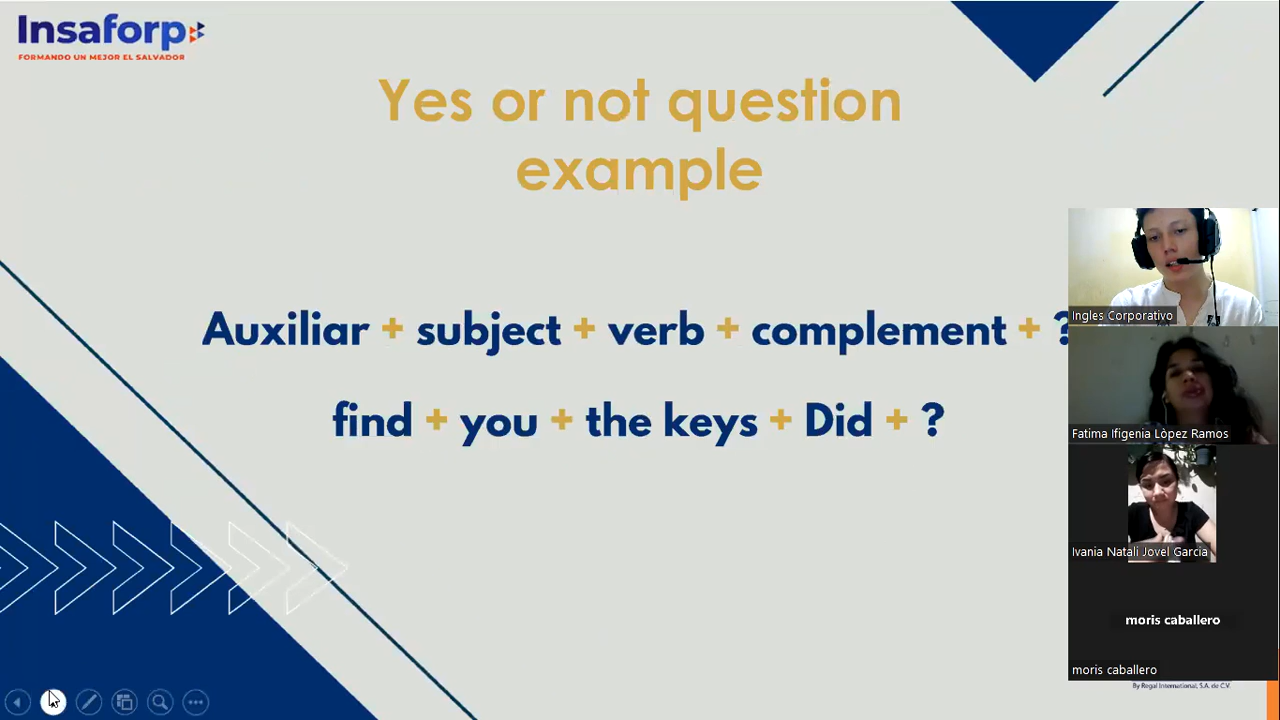 Insaforp
FORMANDO UN MEJOR EL SALVADOR
Yes or not question
example
Auxiliar + subject + verb + complement + ?
find + you + the keys + Did + ?
Ingles Corporativo
Fatima Ifigenia Lòpez Ramos
Ivania Natali Jovel Garcia
moris caballero
moris caballero
By Regal International, S.A. de C.V.